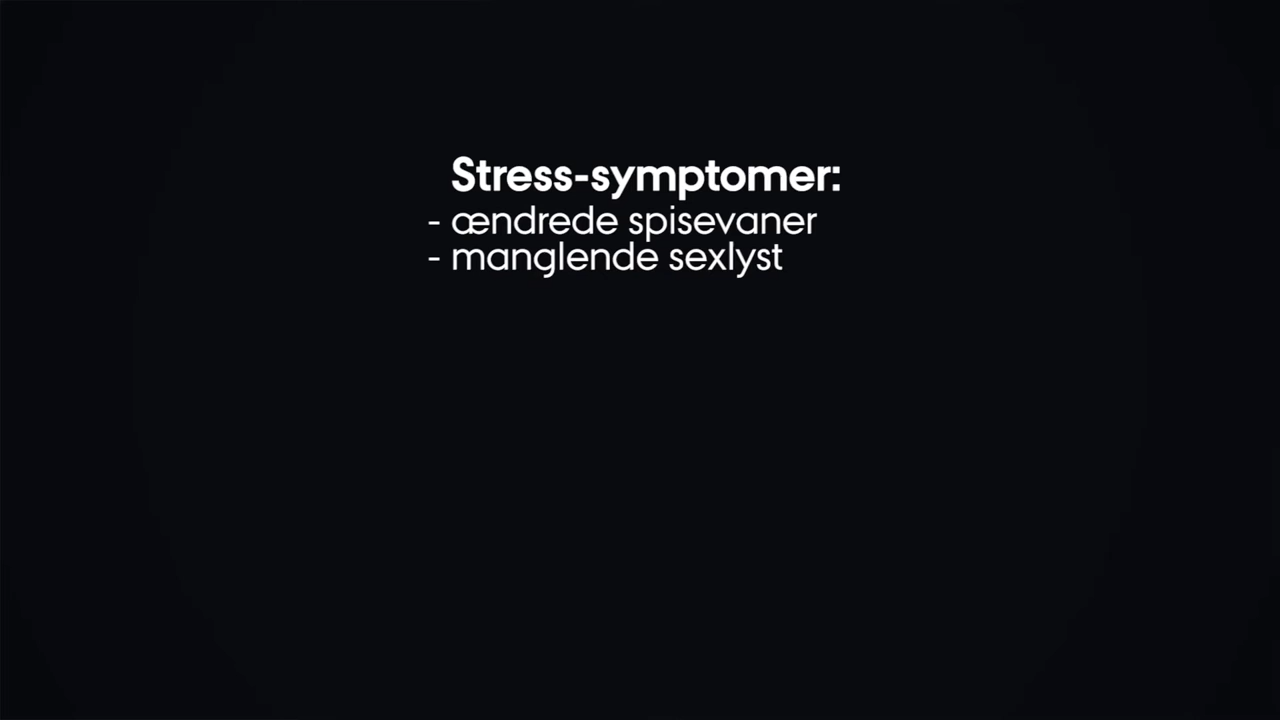 Stress-symptomer:
- ændrede spisevaner
- manglende sexlyst